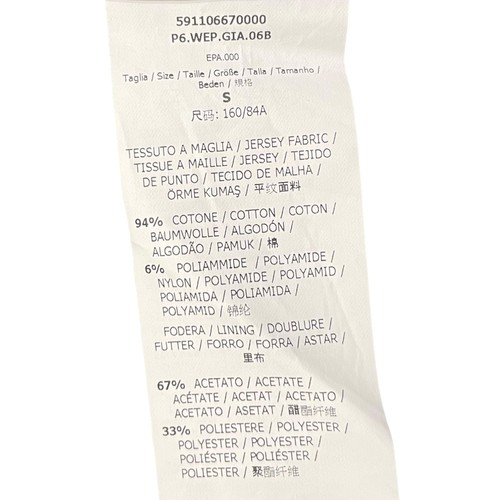 591106670000
P6.WEP.GIA.06B
EPA.000
Taglia / Size / Taille / Größe / Talla / Tamanho /
Beden / 规格
S
尺码: 160/84A
TESSUTO A MAGLIA / JERSEY FABRIC /
TISSUE A MAILLE / JERSEY / TEJIDO
DE PUNTO / TECIDO DE MALHA /
ÖRME KUMAŞ / 平纹面料
94% COTONE / COTTON / COTON /
BAUMWOLLE / ALGODÓN /
ALGODÃO / PAMUK / 棉
6% POLIAMMIDE / POLYAMIDE /
NYLON / POLYAMIDE / POLYAMID /
POLIAMIDA / POLIAMIDA /
POLYAMID / 锦纶
FODERA / LINING / DOUBLURE /
FUTTER / FORRO / FORRA / ASTAR /
里布
67% ACETATO / ACETATE /
ACÉTATE / ACETAT / ACETATO /
ACETATO / ASETAT / 醋酯纤维
33% POLIESTERE / POLYESTER /
POLYESTER / POLYESTER /
POLIÉSTER / POLIÉSTER /
POLIESTER / 聚酯纤维